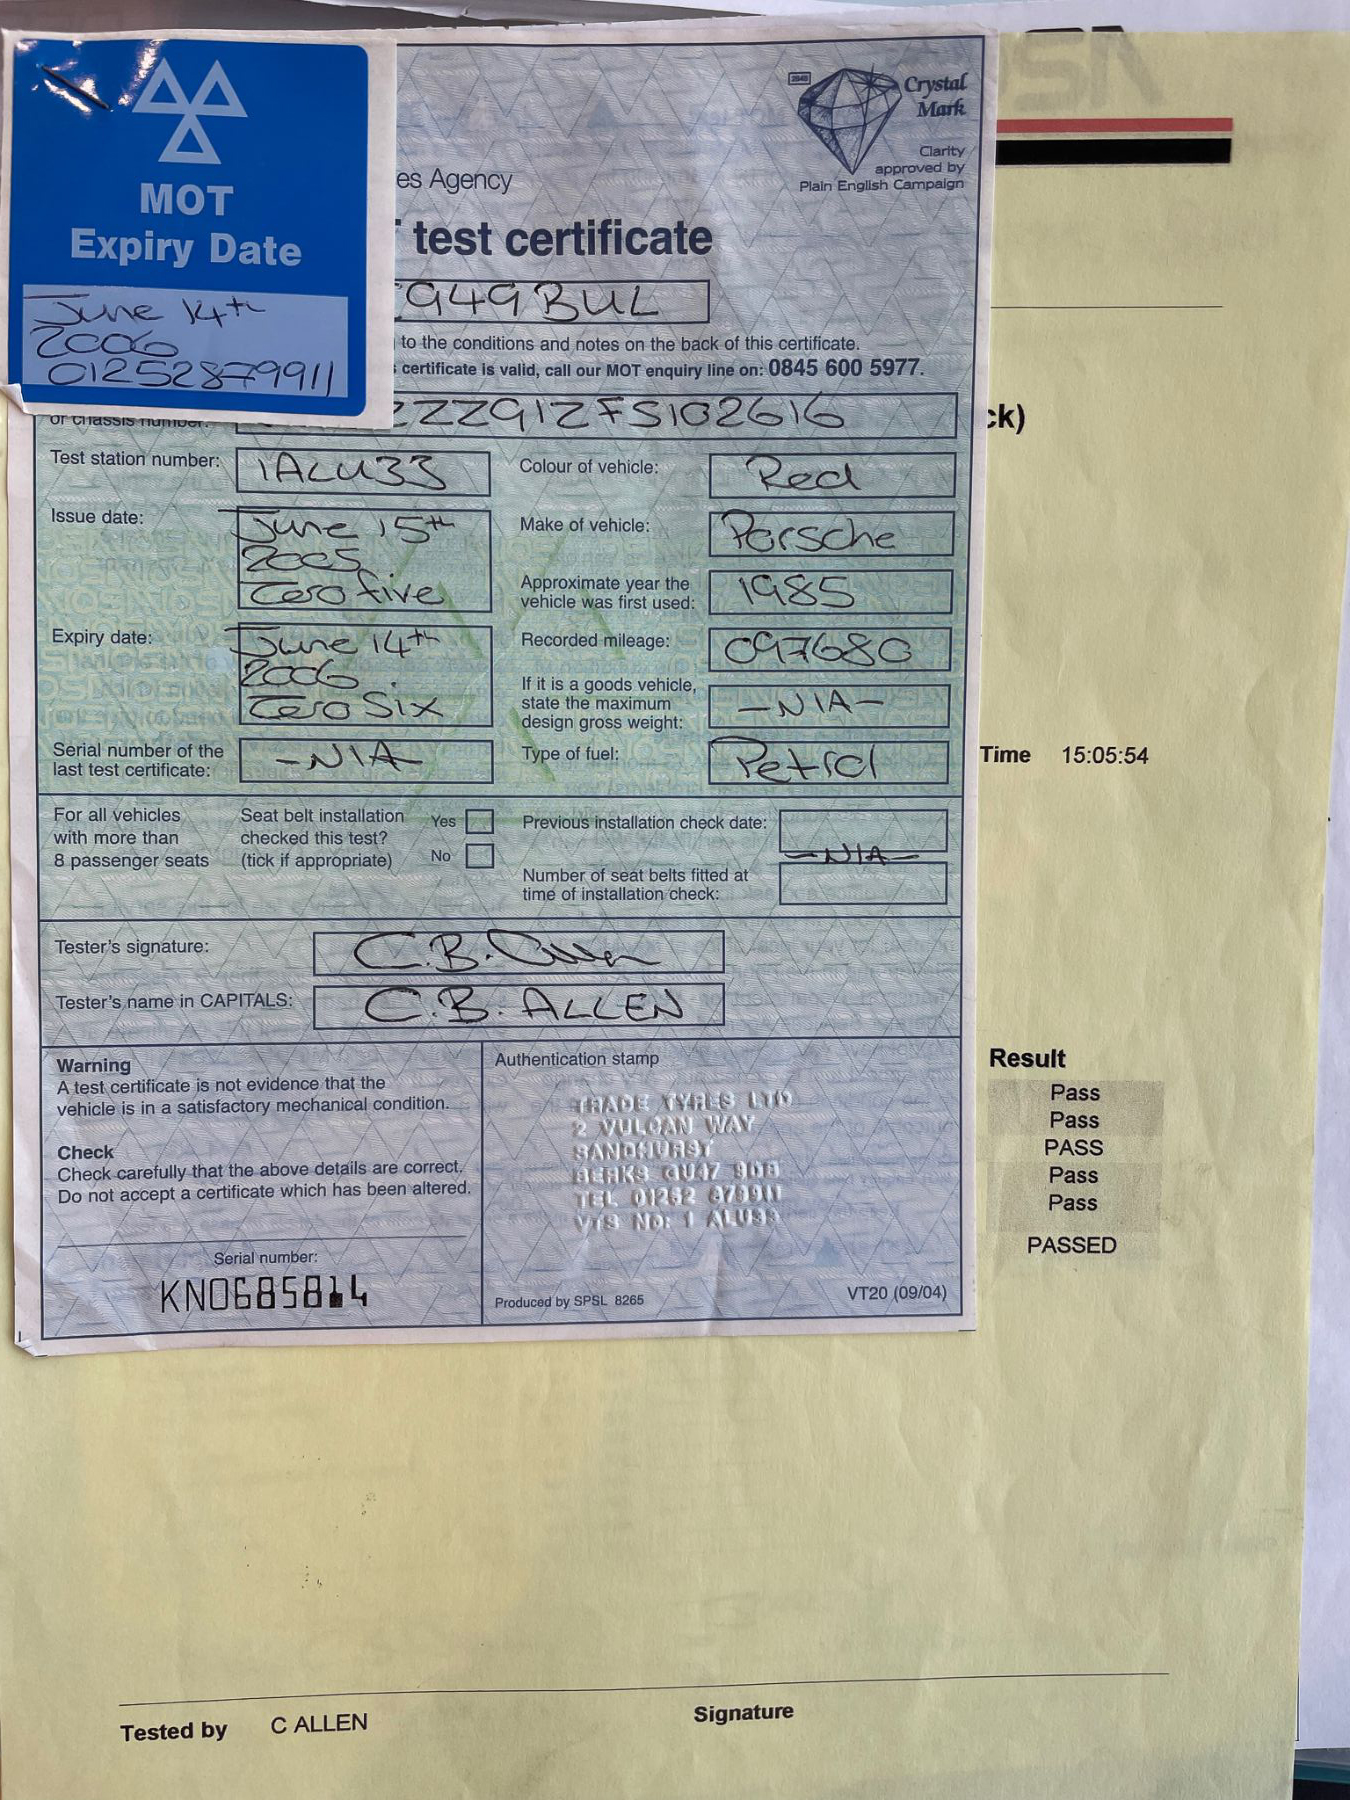 MOT
Expiry Date
June 14th
2006
01252879911
2840
Crystal
Mark
Clarity
approved by
Plain English Campaign
es Agency
test certificate
949 BUL
to the conditions and notes on the back of this certificate.
certificate is valid, call our MOT enquiry line on: 0845 600 5977.
or chassis number:
ZZZ91ZFS102616
Test station number:
1ALU33
Colour of vehicle:
Red
Issue date:
June 15th
2005
Zero five
Make of vehicle:
Porsche
Approximate year the
vehicle was first used:
1985
Expiry date:
June 14th
2006
Zero Six
Recorded mileage:
097680
If it is a goods vehicle,
state the maximum
design gross weight:
-N/A-
Serial number of the
last test certificate:
-N/A-
Type of fuel:
Petrol
For all vehicles
with more than
8 passenger seats
Seat belt installation
checked this test?
(tick if appropriate)
Yes
No
Previous installation check date:
-N/A-
Number of seat belts fitted at
time of installation check:
Tester's signature:
C.B. Allen
Tester's name in CAPITALS:
C.B. ALLEN
Warning
A test certificate is not evidence that the
vehicle is in a satisfactory mechanical condition.
Check
Check carefully that the above details are correct.
Do not accept a certificate which has been altered.
Serial number:
KN0685814
Authentication stamp
TRADE TYRES LTD
2 VULCAN WAY
SANDHURST
BERKS GU47 9DB
TEL 01252 879911
VTS NO: 1 ALU33
Produced by SPSL 8265
VT20 (09/04)
ck)
Time 15:05:54
Result
Pass
Pass
PASS
Pass
Pass
PASSED
Tested by C ALLEN
Signature